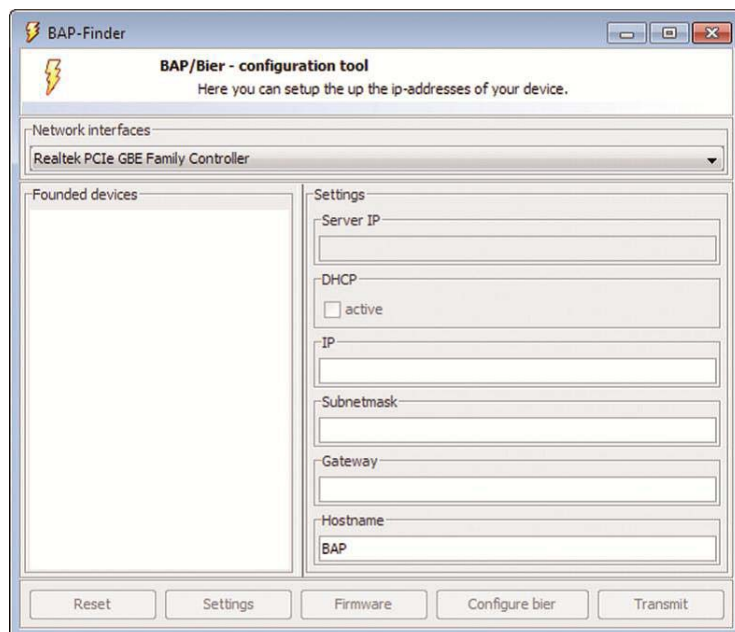 BAP-Finder
BAP/Bier - configuration tool
Here you can setup the up the ip-addresses of your device.
Network interfaces
Realtek PCIe GBE Family Controller
Founded devices
Settings
Server IP
DHCP
active
IP
Subnetmask
Gateway
Hostname
BAP
Reset
Settings
Firmware
Configure bier
Transmit